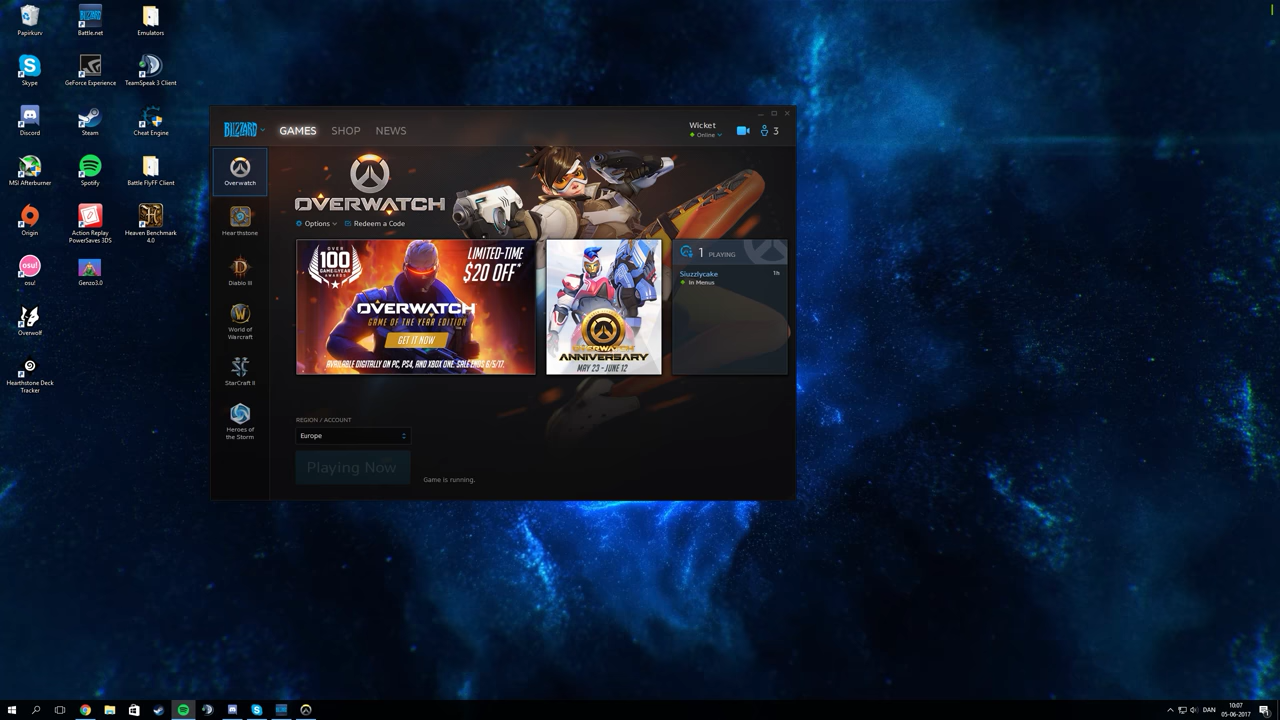 Papirkurv
Battle.net
Emulators
Skype
GeForce Experience
TeamSpeak 3 Client
Discord
Steam
Cheat Engine
MSI Afterburner
Spotify
Battle FlyFF Client
Origin
Action Replay
PowerSaves 3DS
Heaven Benchmark
4.0
osu!
osu!
Genzo3.0
Overwolf
Hearthstone Deck
Tracker
BLIZZARD
GAMES
SHOP
NEWS
Wicket
Online
3
Overwatch
Hearthstone
Diablo III
World of
Warcraft
StarCraft II
Heroes of
the Storm
OVERWATCH
Options
Redeem a Code
OVER
100
GAME OF THE YEAR
AWARDS
LIMITED-TIME
$20 OFF*
OVERWATCH
GAME OF THE YEAR EDITION
GET IT NOW
AVAILABLE DIGITALLY ON PC, PS4, AND XBOX ONE. SALE ENDS 6/5/17.
OVERWATCH
ANNIVERSARY
MAY 23 - JUNE 12
1 PLAYING
Siuzzlycake
1h
In Menus
REGION / ACCOUNT
Europe
Playing Now
Game is running.
DAN
10:07
05-06-2017
1